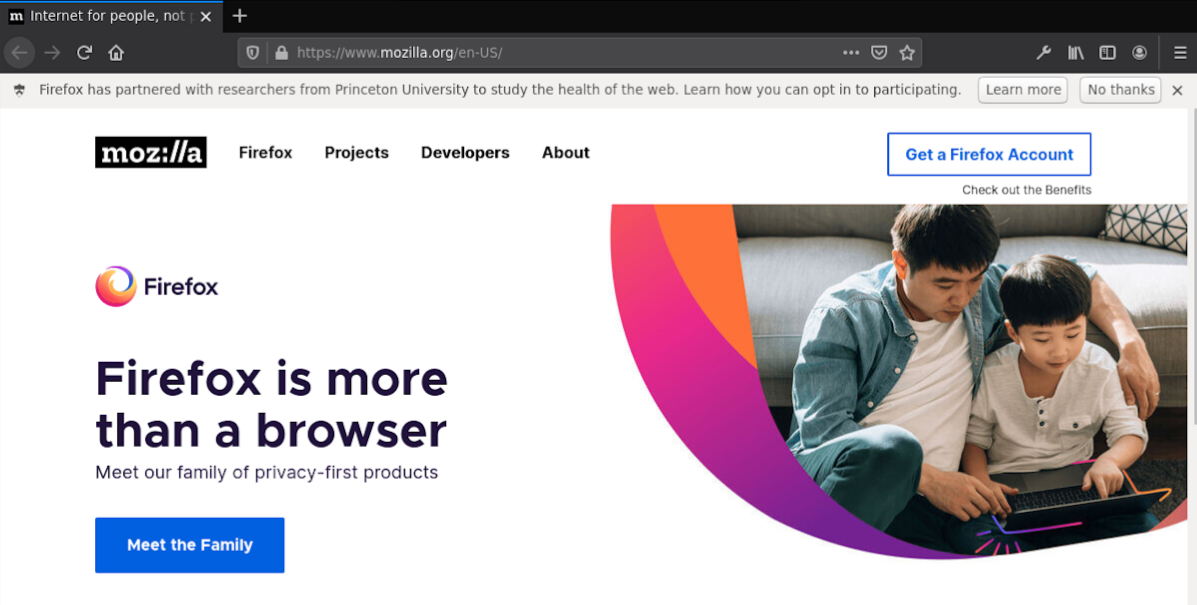 m Internet for people, not
https://www.mozilla.org/en-US/
Firefox has partnered with researchers from Princeton University to study the health of the web. Learn how you can opt in to participating. Learn more No thanks
moz://a Firefox Projects Developers About Get a Firefox Account
Check out the Benefits
Firefox
Firefox is more
than a browser
Meet our family of privacy-first products
Meet the Family